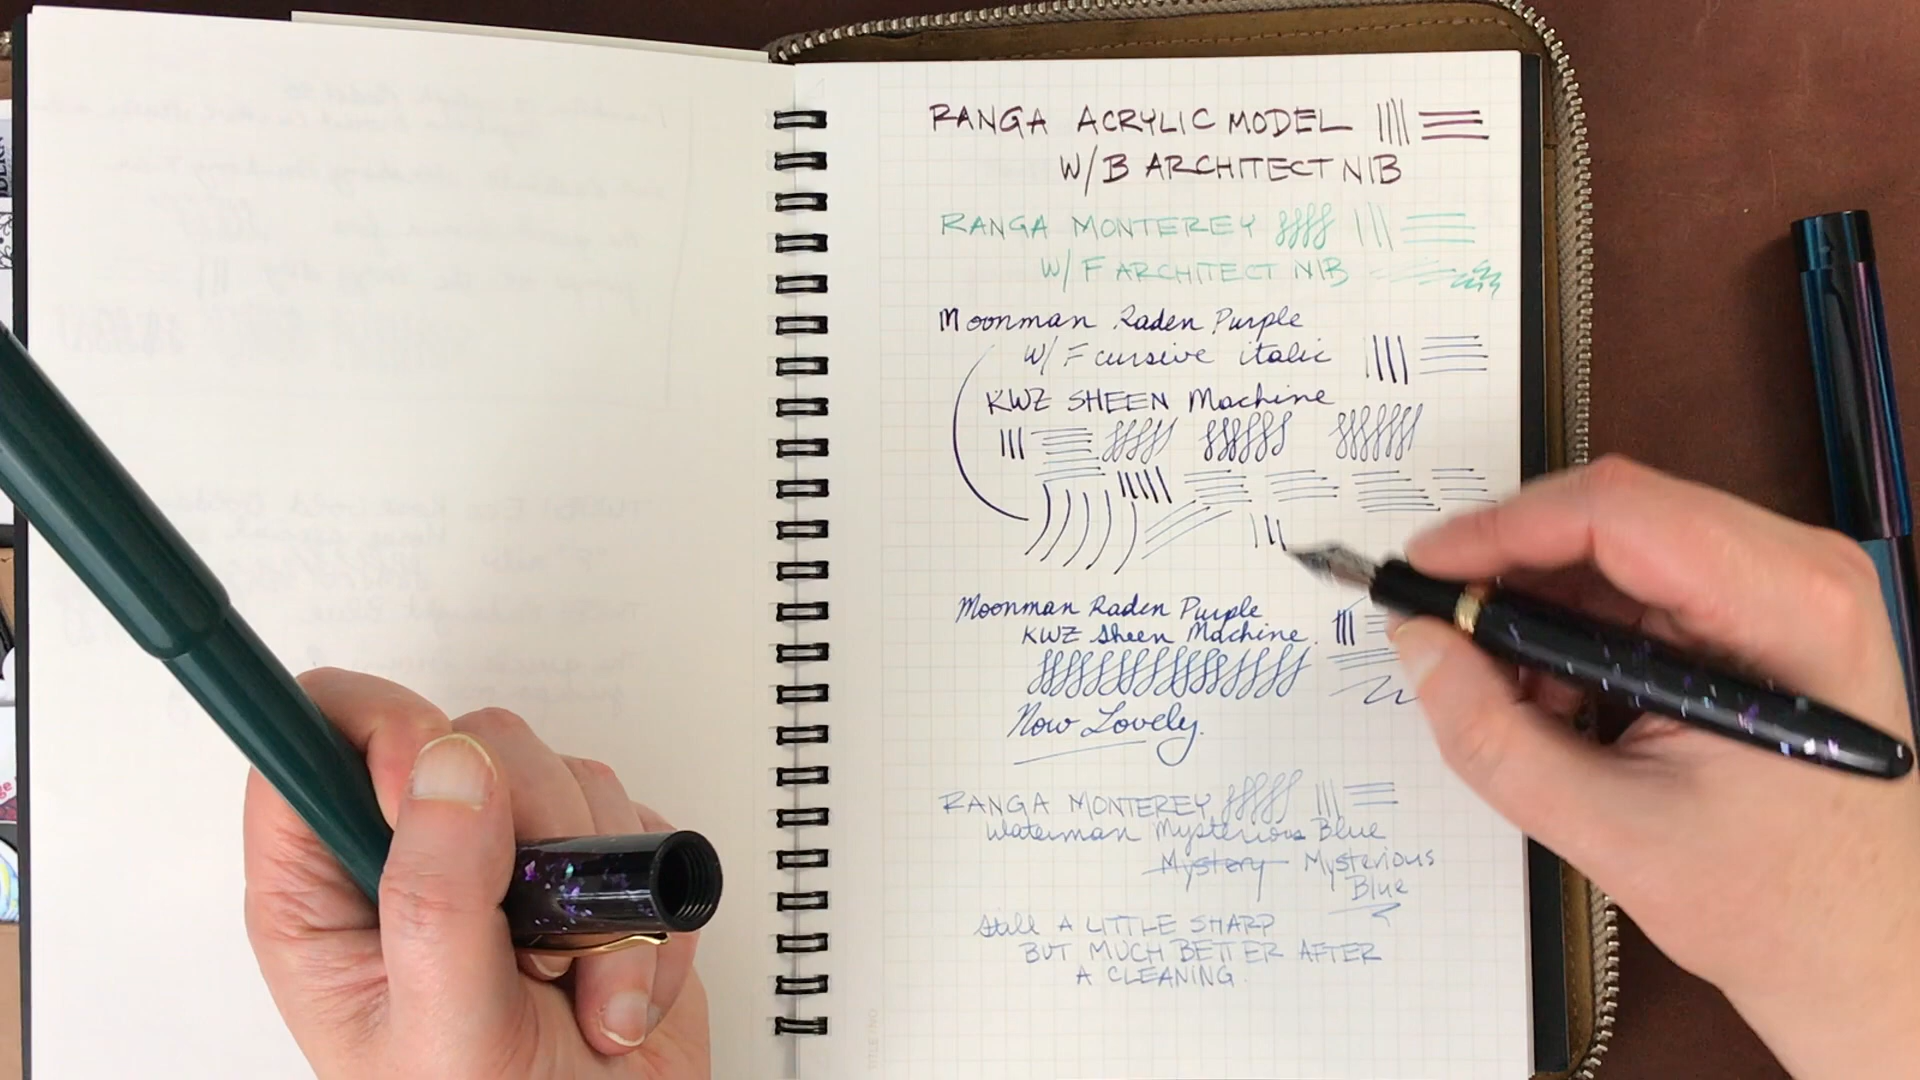 RANGA ACRYLIC MODEL
W/B ARCHITECT NIB
RANGA MONTEREY
W/F ARCHITECT NIB
Moonman Raden Purple
W/ F cursive italic
KWZ SHEEN Machine
Moonman Raden Purple
KWZ Sheen Machine.
Now Lovely.
RANGA MONTEREY
Waterman Mysterious Blue
Mystery Mysterious
Blue
Still A LITTLE SHARP
BUT MUCH BETTER AFTER
A CLEANING.